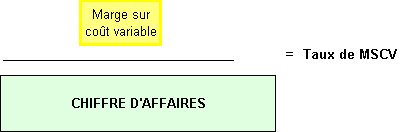 Marge sur
coût variable
= Taux de MSCV
CHIFFRE D'AFFAIRES